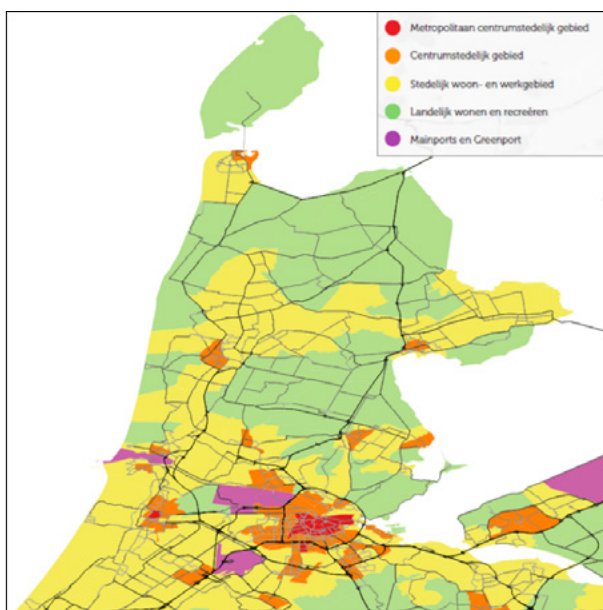 Metropolitaan centrumstedelijk gebied
Centrumstedelijk gebied
Stedelijk woon- en werkgebied
Landelijk wonen en recreëren
Mainports en Greenport